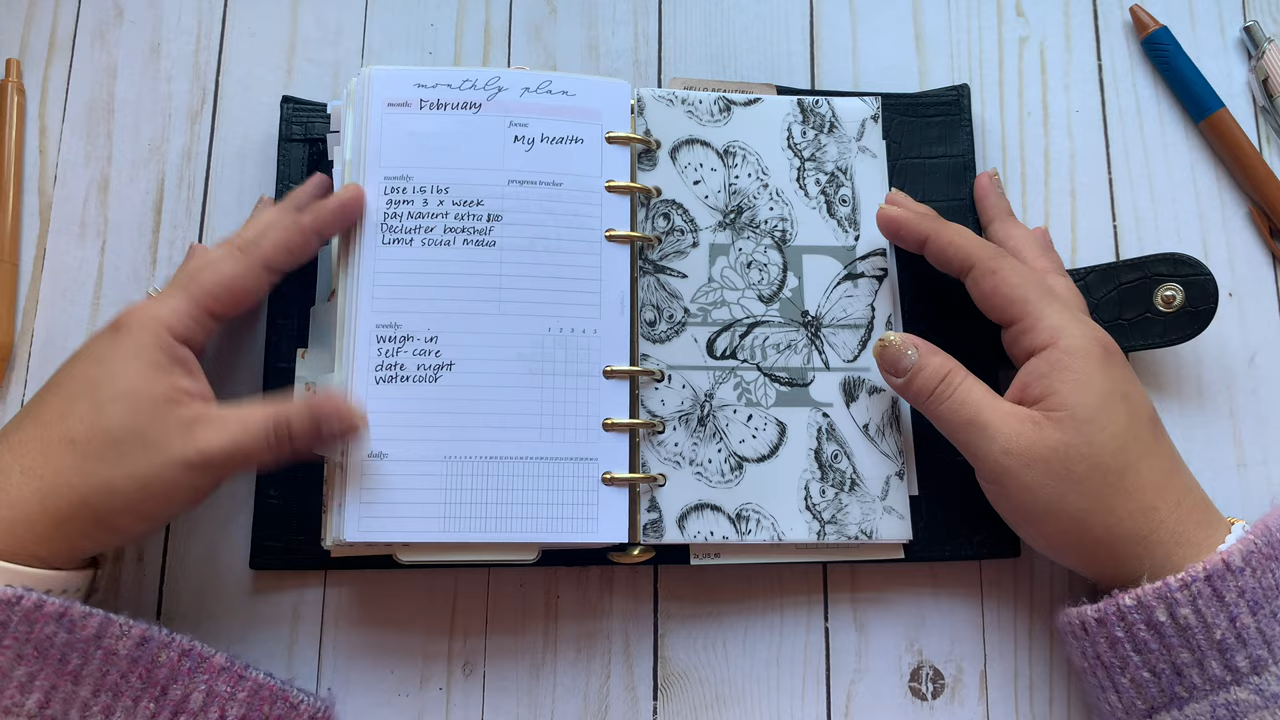 monthly plan
month: February
focus:
My health
monthly:
progress tracker
Lose 1.5 lbs
gym 3 x week
pay Navient extra $100
Declutter bookshelf
Limit social media
weekly:
1 2 3 4 5
weigh-in
self-care
date night
watercolor
daily:
HELLO BEAUTIFUL
2x_US_60